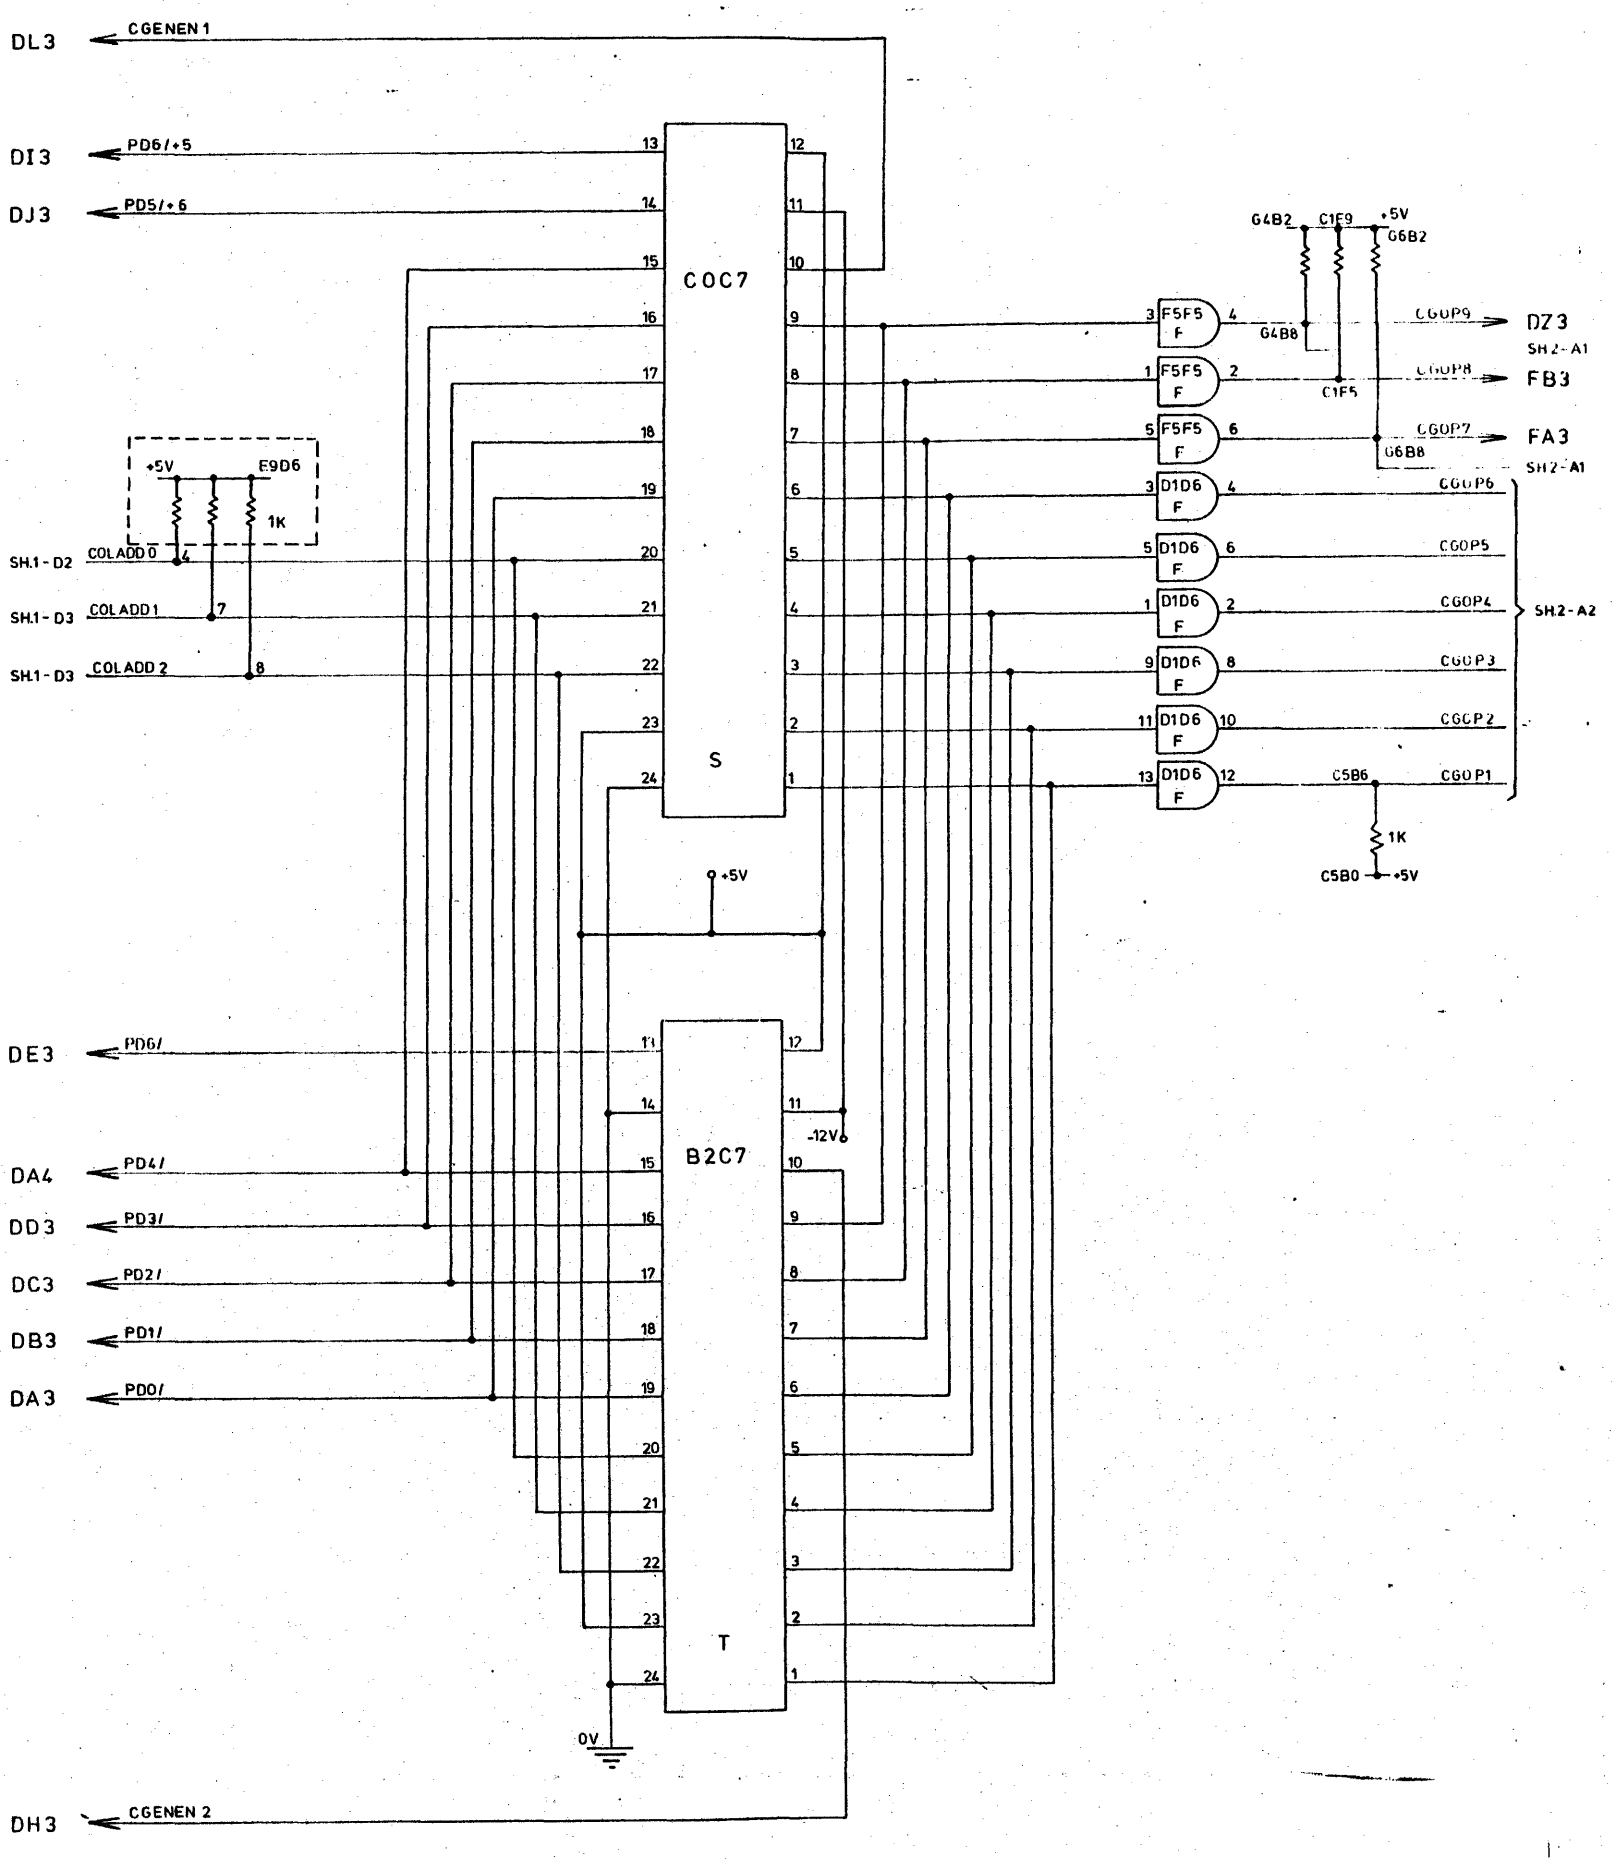 DL3 CGENEN 1
DI3 PD6/+5 13 12
DJ3 PD5/+6 14 11
G4B2 C1F9 +5V
G6B2
15 10
COC7
16 9 3 F5F5 4 CGOP9 DZ3
F G4B8
SH.2-A1
17 8 1 F5F5 2 CGOP8 FB3
F C1F5
18 7 5 F5F5 6 CGOP7 FA3
F G6B8
SH.2-A1
+5V E9D6
19 6 3 D1D6 4 CGOP6
F
1K
SH.1-D2 COLADD 0 4 20 5 5 D1D6 6 CGOP5
F
SH.1-D3 COLADD 1 7 21 4 1 D1D6 2 CGOP4 SH.2-A2
F
SH.1-D3 COLADD 2 8 22 3 9 D1D6 8 CGOP3
F
23 2 11 D1D6 10 CGOP2
F
S
24 1 13 D1D6 12 C5B6 CGOP1
F
1K
+5V C5B0 +5V
DE3 PD6/ 13 12
14 11
-12V
B2C7
DA4 PD4/ 15 10
DD3 PD3/ 16 9
DC3 PD2/ 17 8
DB3 PD1/ 18 7
DA3 PD0/ 19 6
20 5
21 4
22 3
23 2
T
24 1
0V
DH3 CGENEN 2